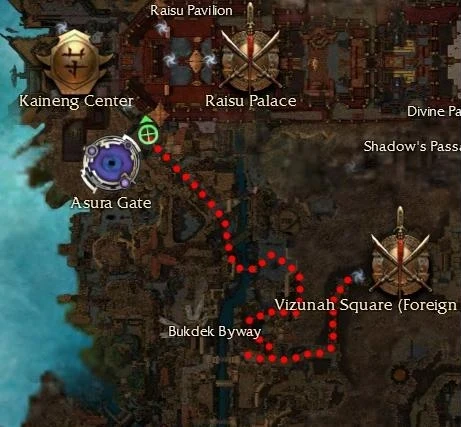 Raisu Pavilion
Kaineng Center
Raisu Palace
Divine Pa
Shadow's Passa
Asura Gate
Vizunah Square (Foreign
Bukdek Byway